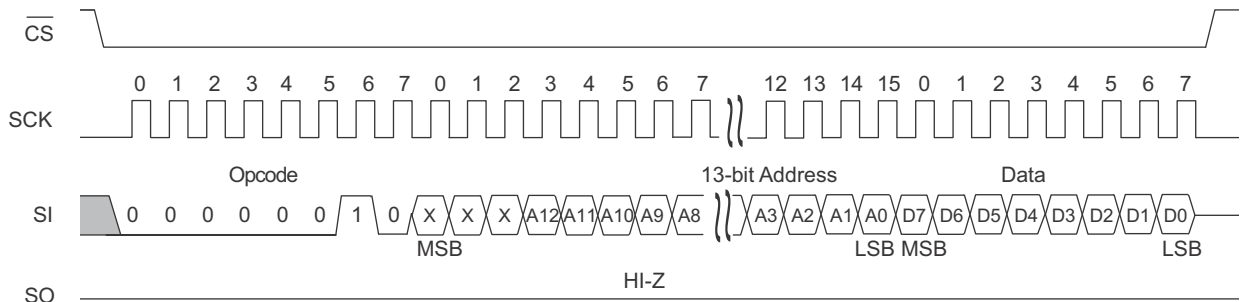 CS
0 1 2 3 4 5 6 7 0 1 2 3 4 5 6 7 12 13 14 15 0 1 2 3 4 5 6 7
SCK
Opcode 13-bit Address Data
SI 0 0 0 0 0 0 1 0 X X X A12 A11 A10 A9 A8 A3 A2 A1 A0 D7 D6 D5 D4 D3 D2 D1 D0
MSB LSB MSB LSB
HI-Z
SO